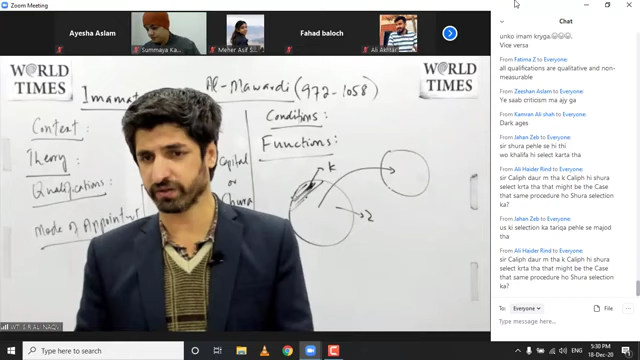 Zoom Meeting
Ayesha Aslam
Summaya Ka...
Meher Asif ...
Fahad baloch
Ali Akhtar
W@RLD
TIMES
W@RLD
TIMES
Al-Mawardi (972-1058)
Imamat
Context:
Theory:
Qualifications:
Mode of Appoint
Capital
or
Shura
Conditions:
Functions:
K
Z
WT: SIR ALI NAQVI
Chat
unko imam kryga.
Vice versa
From Fatima Z to Everyone:
all qualifications are qualitative and non-
measurable
From Zeeshan Aslam to Everyone:
Ye saab criticism ma ajy ga
From Kamran Ali shah to Everyone:
Dark ages
From Jahan Zeb to Everyone:
sir shura pehle se hi thi
wo khalifa hi select karta tha
From Ali Haider Rind to Everyone:
sir Caliph daur m tha k Caliph hi shura
select krta tha that might be the Case
that same procedure ho Shura selection
ka?
From Jahan Zeb to Everyone:
us ki selection ka tariqa pehle se majod
tha
From Ali Haider Rind to Everyone:
sir Caliph daur m tha k Caliph hi shura
select krta tha that might be the Case
that same procedure ho Shura selection
ka?
To: Everyone
File
Type message here...
Type here to search
5:30 PM
18-Dec-20